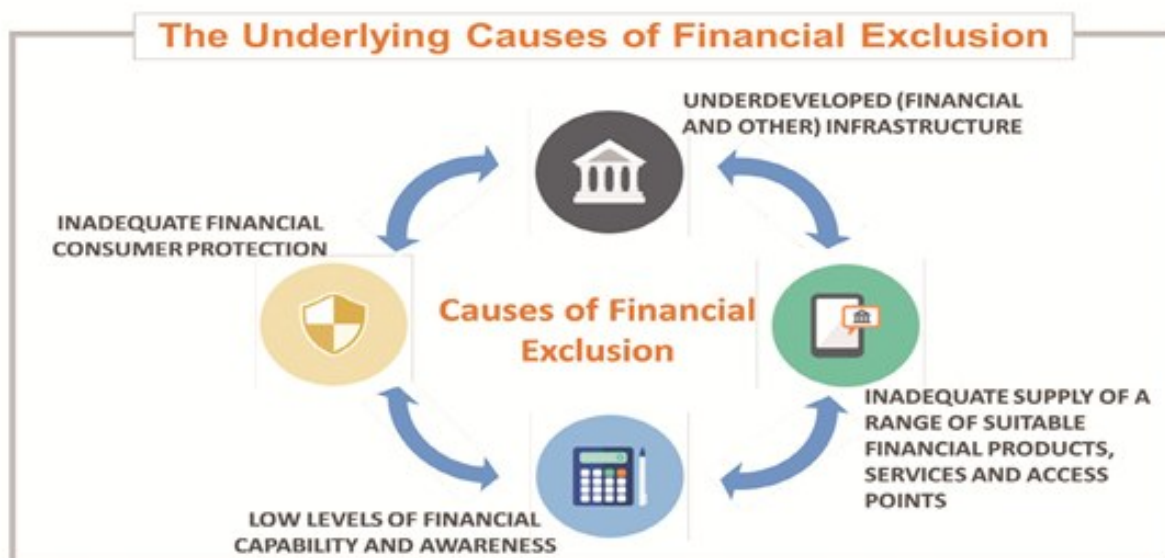 The Underlying Causes of Financial Exclusion
UNDERDEVELOPED (FINANCIAL
AND OTHER) INFRASTRUCTURE
INADEQUATE FINANCIAL
CONSUMER PROTECTION
Causes of Financial
Exclusion
INADEQUATE SUPPLY OF A
RANGE OF SUITABLE
FINANCIAL PRODUCTS,
SERVICES AND ACCESS
POINTS
LOW LEVELS OF FINANCIAL
CAPABILITY AND AWARENESS